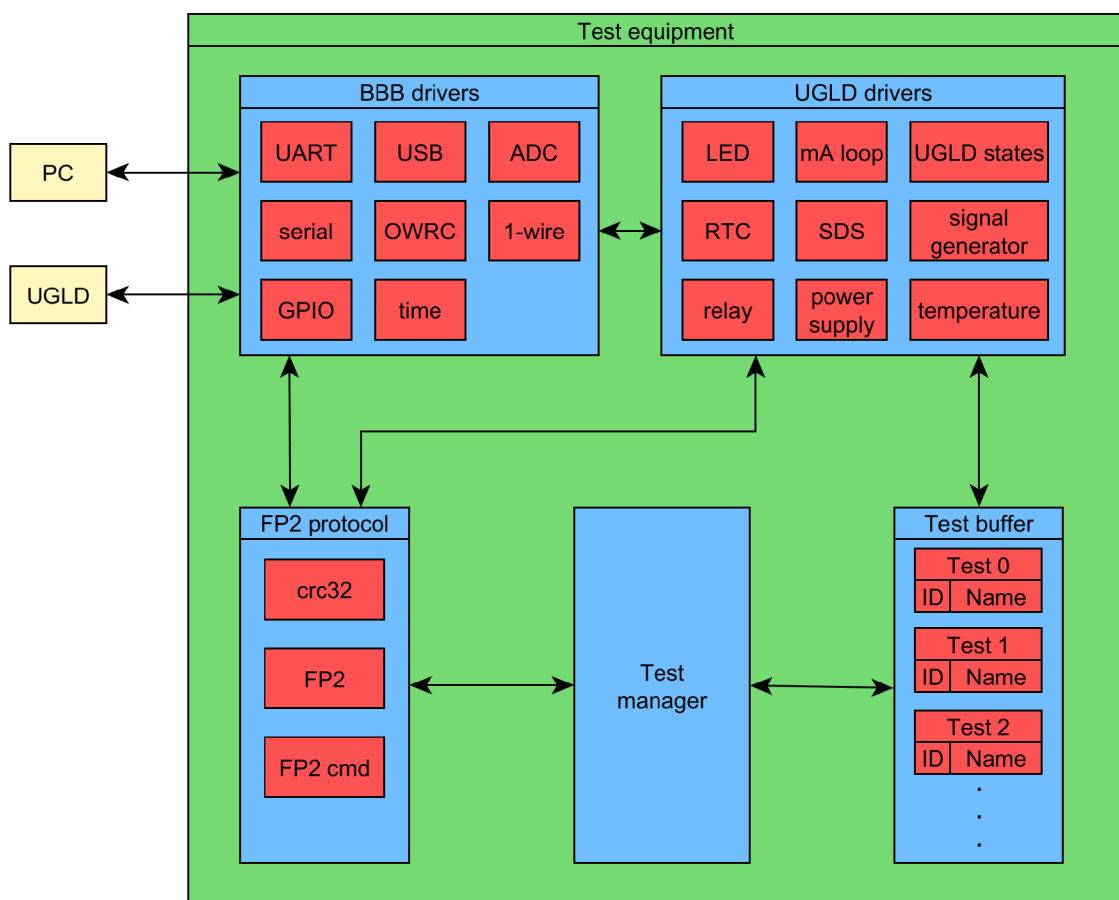 Test equipment
BBB drivers
UART
USB
ADC
serial
OWRC
1-wire
GPIO
time
UGLD drivers
LED
mA loop
UGLD states
RTC
SDS
signal
generator
relay
power
supply
temperature
PC
UGLD
FP2 protocol
crc32
FP2
FP2 cmd
Test
manager
Test buffer
Test 0
ID Name
Test 1
ID Name
Test 2
ID Name
.
.
.